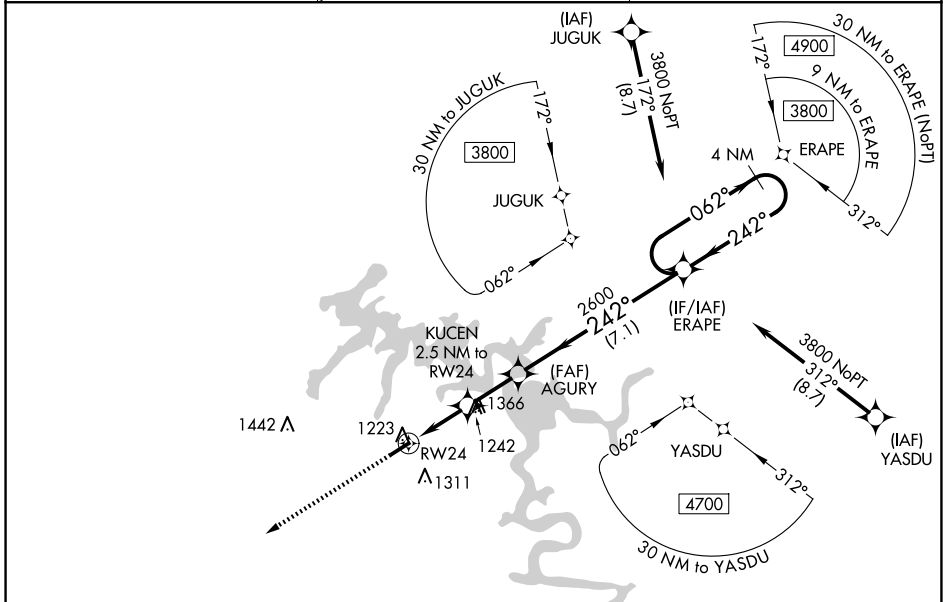 (IAF)
JUGUK
3800 NoPT
172°
(8.7)
30 NM to JUGUK
172°
3800
JUGUK
062°
30 NM to ERAPE (NoPT)
4900
172°
9 NM to ERAPE
3800
ERAPE
312°
4 NM
062°
242°
(IF/IAF)
ERAPE
2600
242°
(7.1)
KUCEN
2.5 NM to
RW24
(FAF)
AGURY
1366
1242
1442
1223
RW24
1311
3800 NoPT
312°
(8.7)
(IAF)
YASDU
062°
YASDU
312°
4700
30 NM to YASDU